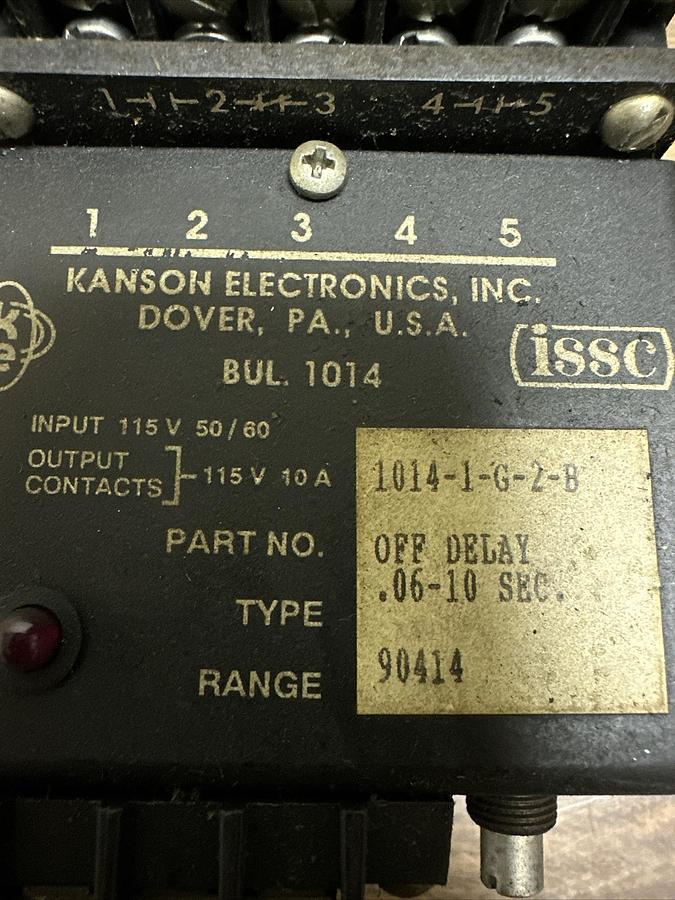 1 2 3 4 5
1 2 3 4 5
KANSON ELECTRONICS, INC.
DOVER, PA., U.S.A.
issc
BUL. 1014
INPUT 115 V 50/60
OUTPUT
CONTACTS 115 V 10 A
1014-1-G-2-B
PART NO.
OFF DELAY
.06-10 SEC.
TYPE
RANGE
90414